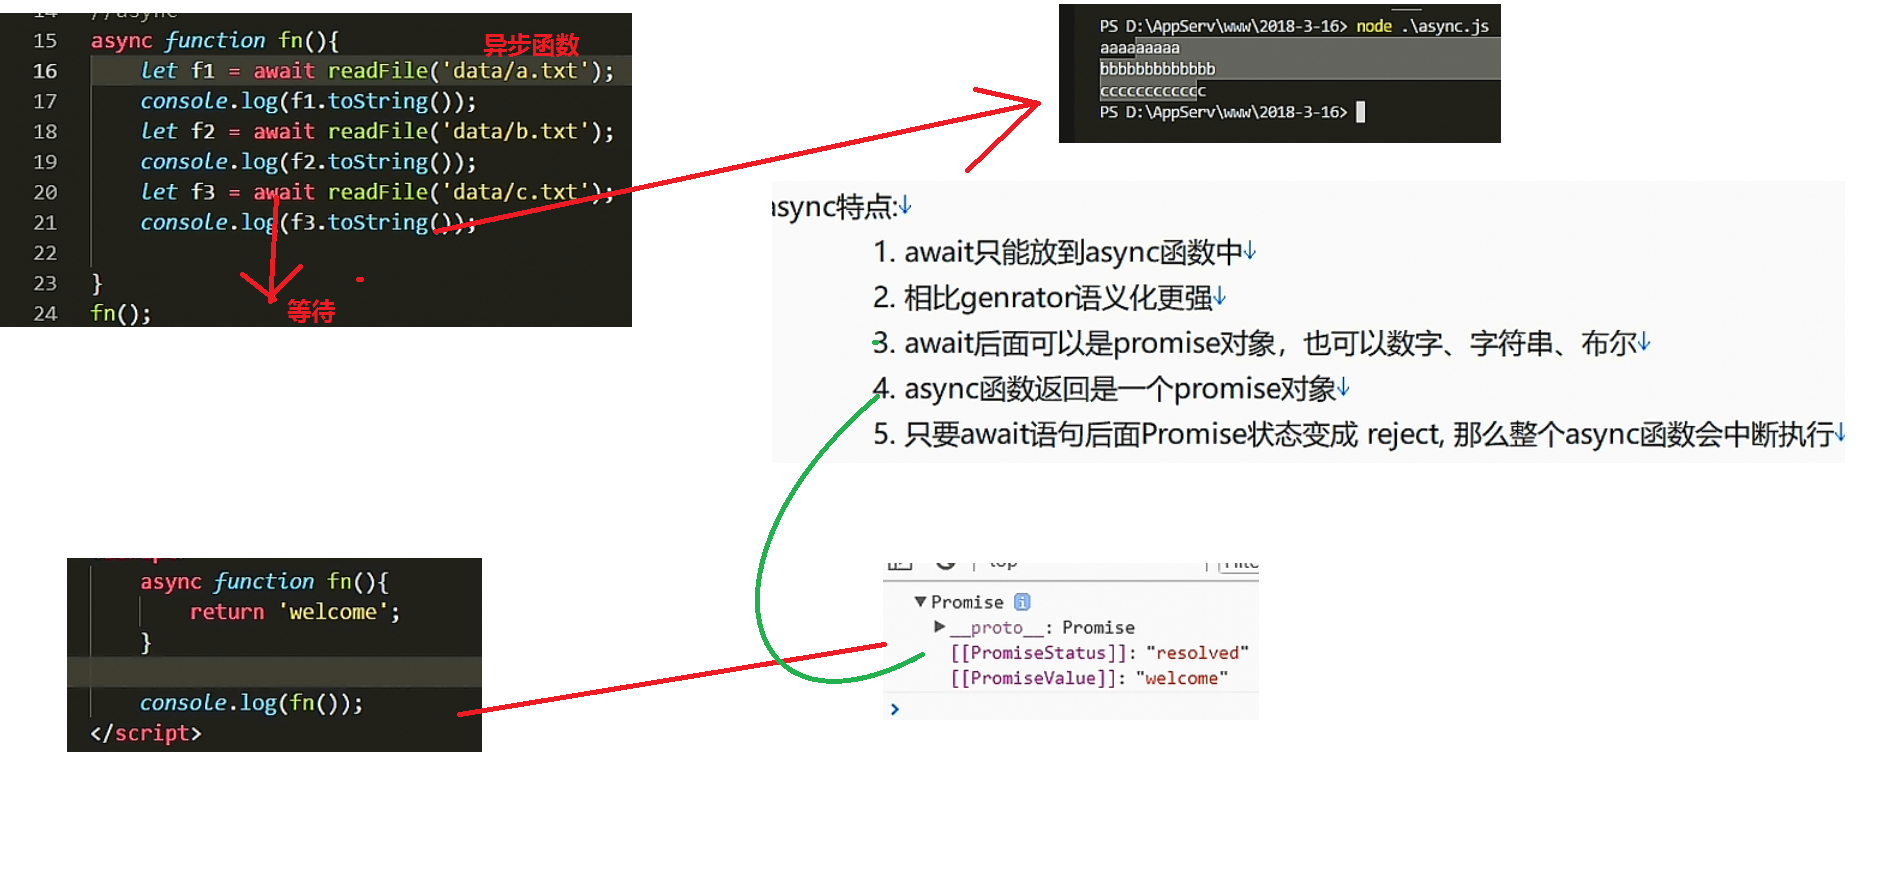 14 //async
15 async function fn(){
异步函数
16 let f1 = await readFile('data/a.txt');
17 console.log(f1.toString());
18 let f2 = await readFile('data/b.txt');
19 console.log(f2.toString());
20 let f3 = await readFile('data/c.txt');
21 console.log(f3.toString());
22
23 }
24 fn();
等待
PS D:\AppServ\www\2018-3-16> node .\async.js
aaaaaaaaa
bbbbbbbbbbbbb
cccccccccccc
PS D:\AppServ\www\2018-3-16>
async特点:↓
1. await只能放到async函数中↓
2. 相比genrator语义化更强↓
3. await后面可以是promise对象，也可以数字、字符串、布尔↓
4. async函数返回是一个promise对象↓
5. 只要await语句后面Promise状态变成 reject, 那么整个async函数会中断执行↓
async function fn(){
return 'welcome';
}
console.log(fn());
</script>
top
▼Promise i
▶__proto__: Promise
[[PromiseStatus]]: "resolved"
[[PromiseValue]]: "welcome"
>